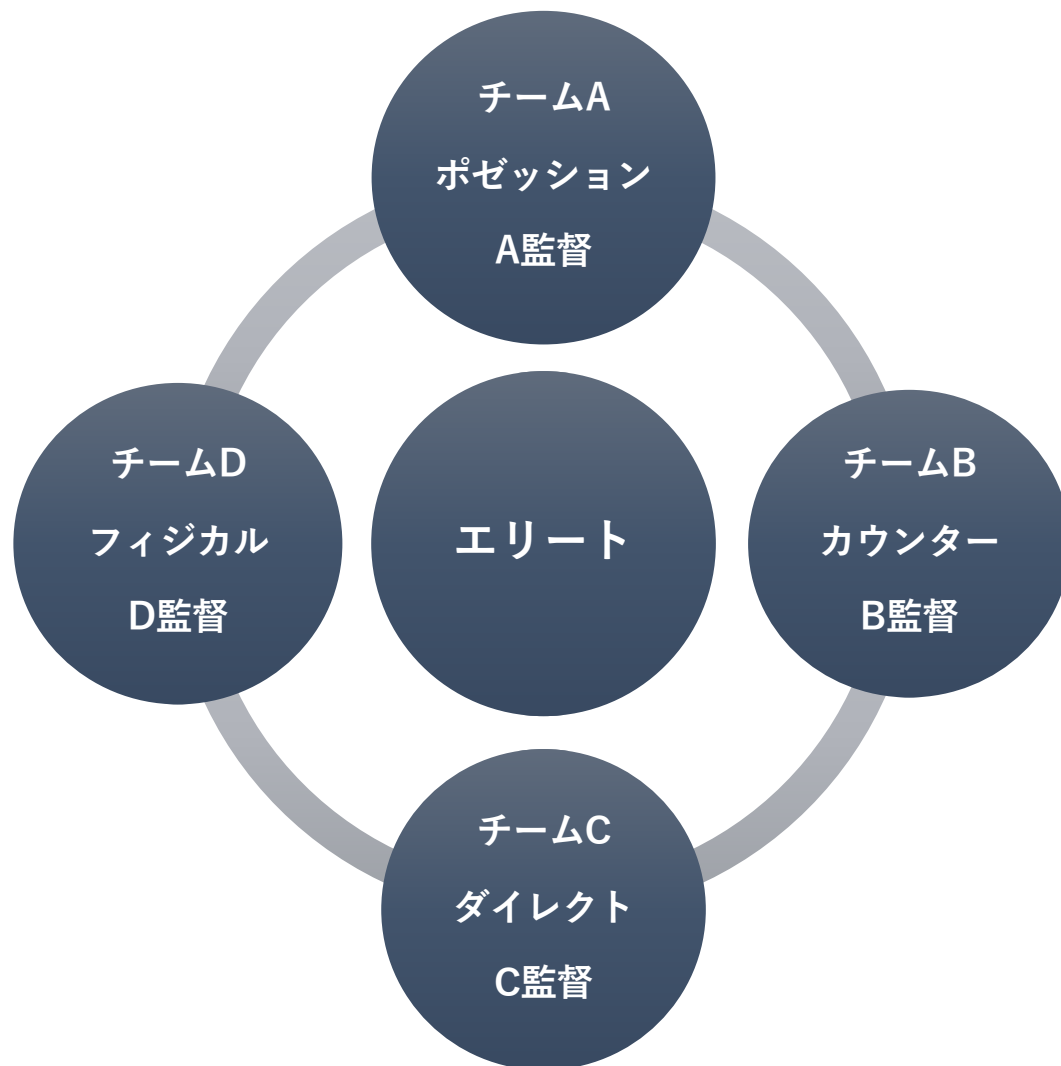 チームA
ポゼッション
A監督
チームD
フィジカル
D監督
エリート
チームB
カウンター
B監督
チームC
ダイレクト
C監督